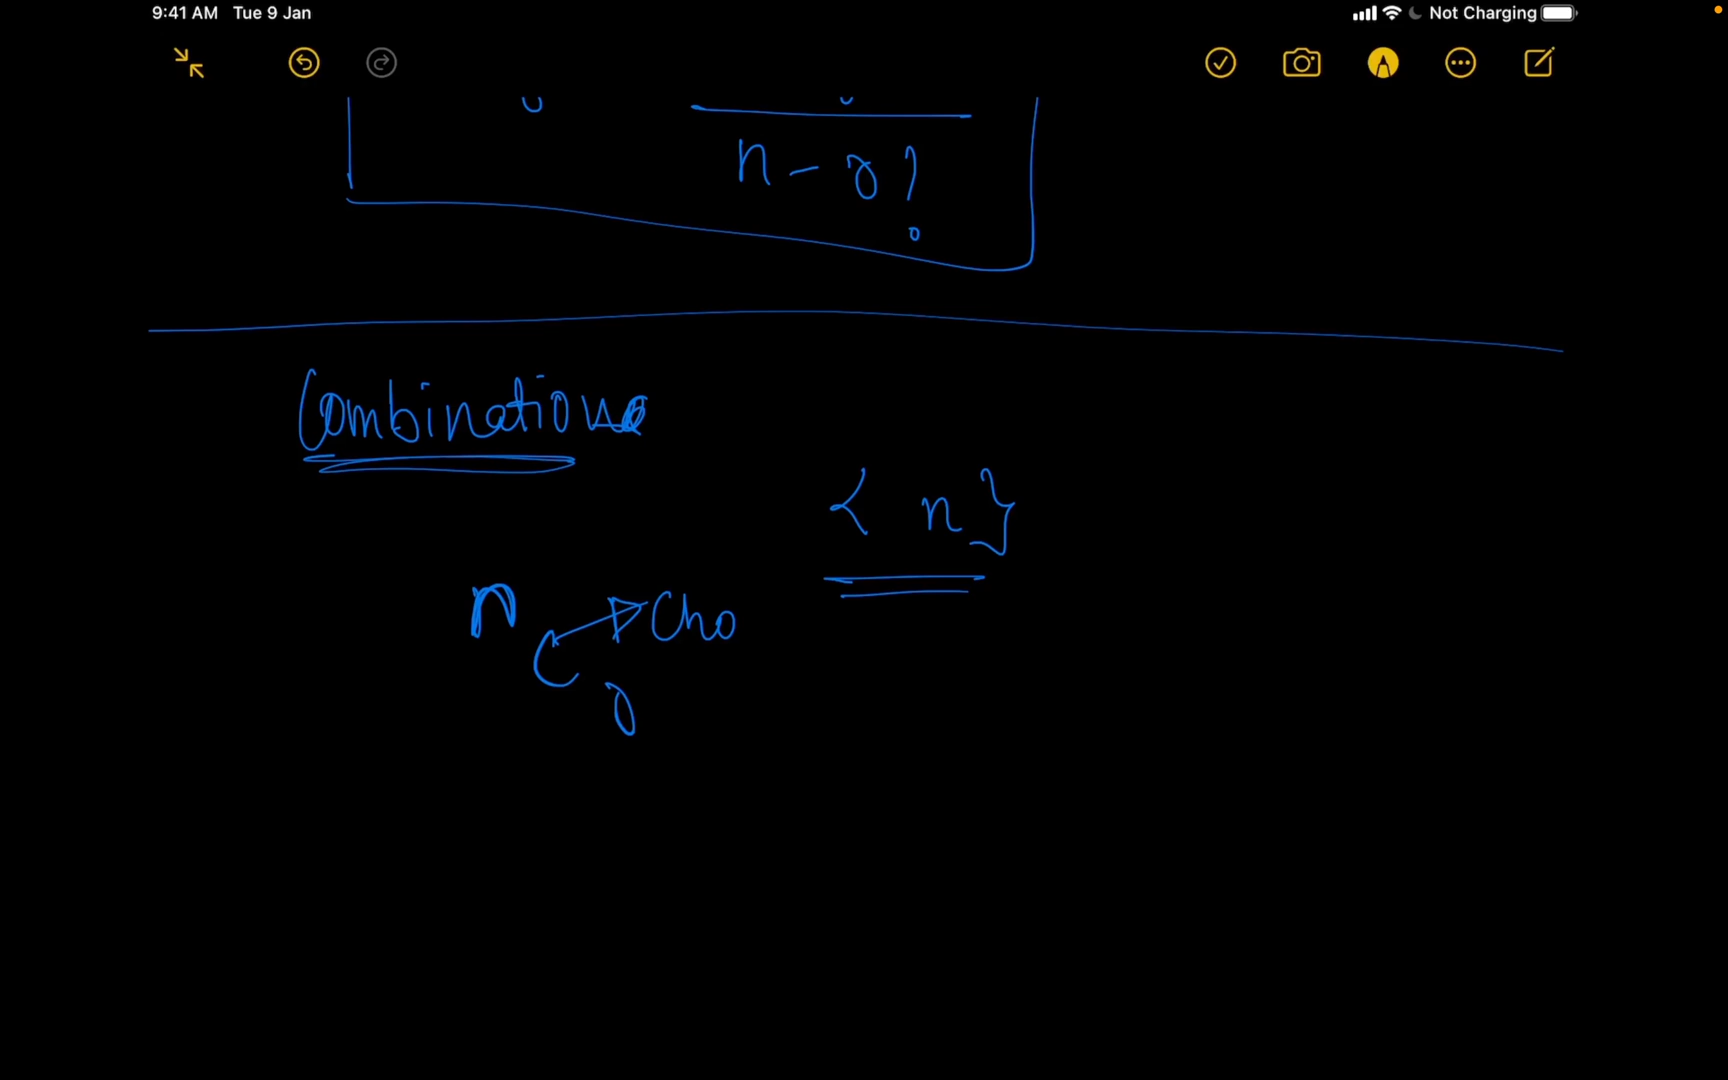 9:41 AM Tue 9 Jan Not Charging
n - r!
Combinations
{ n }
n C r → Cho